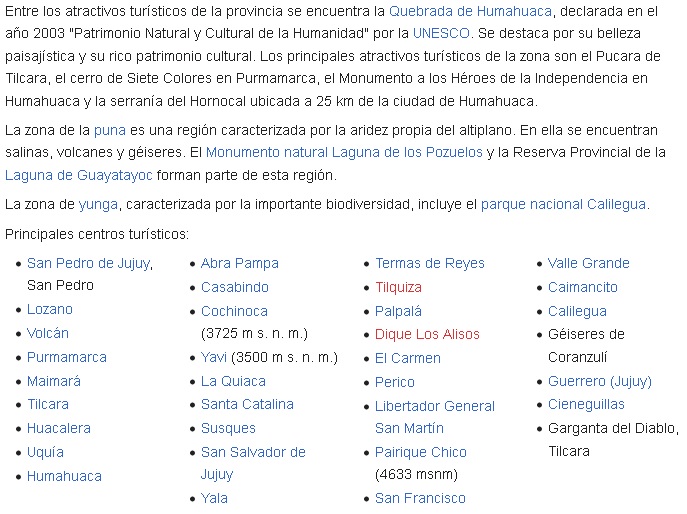 Entre los atractivos turísticos de la provincia se encuentra la Quebrada de Humahuaca, declarada en el
año 2003 "Patrimonio Natural y Cultural de la Humanidad" por la UNESCO. Se destaca por su belleza
paisajística y su rico patrimonio cultural. Los principales atractivos turísticos de la zona son el Pucara de
Tilcara, el cerro de Siete Colores en Purmamarca, el Monumento a los Héroes de la Independencia en
Humahuaca y la serranía del Hornocal ubicada a 25 km de la ciudad de Humahuaca.
La zona de la puna es una región caracterizada por la aridez propia del altiplano. En ella se encuentran
salinas, volcanes y géiseres. El Monumento natural Laguna de los Pozuelos y la Reserva Provincial de la
Laguna de Guayatayoc forman parte de esta región.
La zona de yunga, caracterizada por la importante biodiversidad, incluye el parque nacional Calilegua.
Principales centros turísticos:
• San Pedro de Jujuy,
San Pedro
• Lozano
• Volcán
• Purmamarca
• Maimará
• Tilcara
• Huacalera
• Uquía
• Humahuaca
• Abra Pampa
• Casabindo
• Cochinoca
(3725 m s. n. m.)
• Yavi (3500 m s. n. m.)
• La Quiaca
• Santa Catalina
• Susques
• San Salvador de
Jujuy
• Yala
• Termas de Reyes
• Tilquiza
• Palpalá
• Dique Los Alisos
• El Carmen
• Perico
• Libertador General
San Martín
• Pairique Chico
(4633 msnm)
• San Francisco
• Valle Grande
• Caimancito
• Calilegua
• Géiseres de
Coranzulí
• Guerrero (Jujuy)
• Cieneguillas
• Garganta del Diablo,
Tilcara